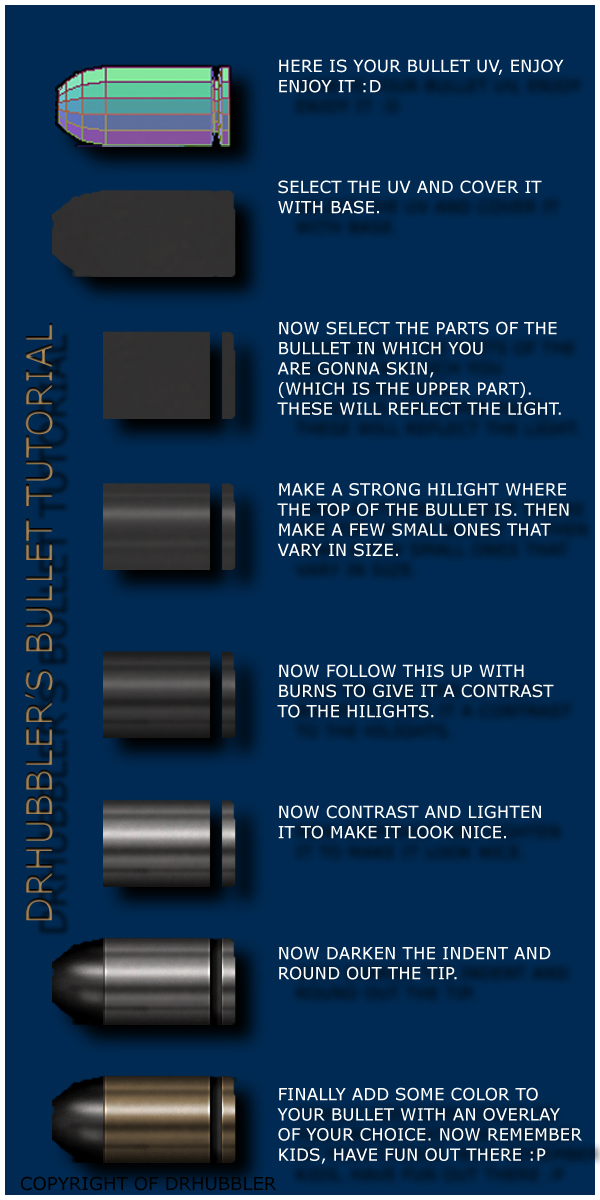 DRHUBBLER'S BULLET TUTORIAL
HERE IS YOUR BULLET UV, ENJOY
ENJOY IT :D
SELECT THE UV AND COVER IT
WITH BASE.
NOW SELECT THE PARTS OF THE
BULLLET IN WHICH YOU
ARE GONNA SKIN,
(WHICH IS THE UPPER PART).
THESE WILL REFLECT THE LIGHT.
MAKE A STRONG HILIGHT WHERE
THE TOP OF THE BULLET IS. THEN
MAKE A FEW SMALL ONES THAT
VARY IN SIZE.
NOW FOLLOW THIS UP WITH
BURNS TO GIVE IT A CONTRAST
TO THE HILIGHTS.
NOW CONTRAST AND LIGHTEN
IT TO MAKE IT LOOK NICE.
NOW DARKEN THE INDENT AND
ROUND OUT THE TIP.
FINALLY ADD SOME COLOR TO
YOUR BULLET WITH AN OVERLAY
OF YOUR CHOICE. NOW REMEMBER
KIDS, HAVE FUN OUT THERE :P
COPYRIGHT OF DRHUBBLER